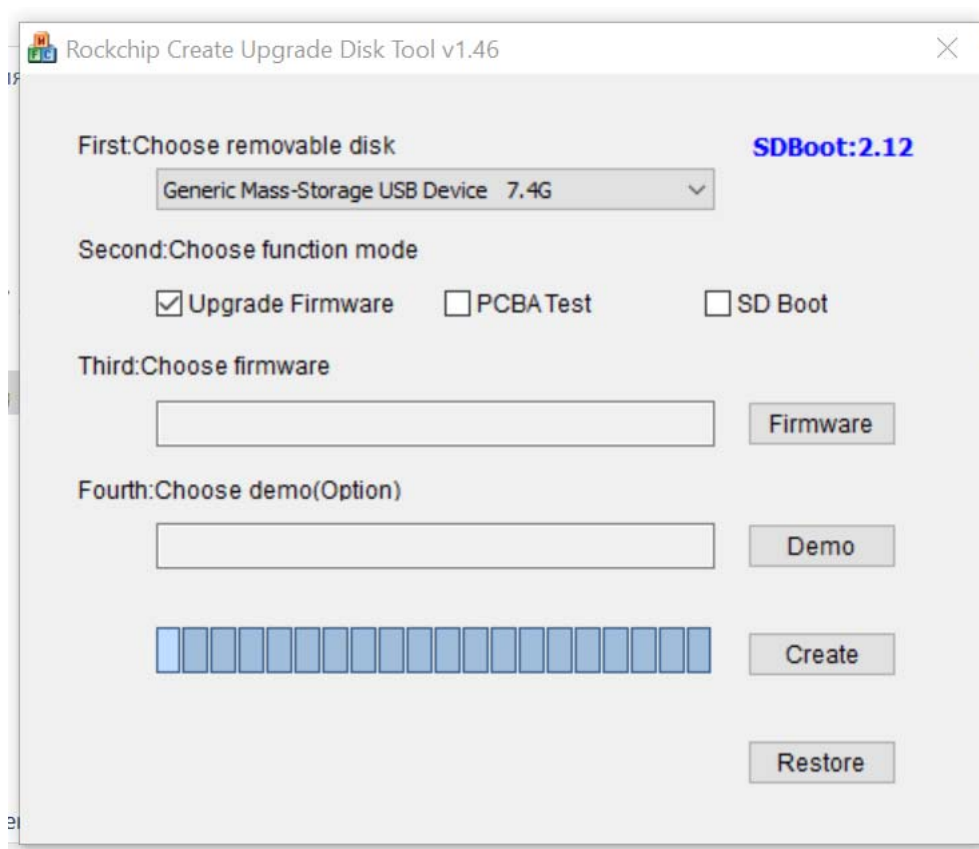 Rockchip Create Upgrade Disk Tool v1.46
First:Choose removable disk
SDBoot:2.12
Generic Mass-Storage USB Device 7.4G
Second:Choose function mode
Upgrade Firmware PCBA Test SD Boot
Third:Choose firmware
Firmware
Fourth:Choose demo(Option)
Demo
Create
Restore